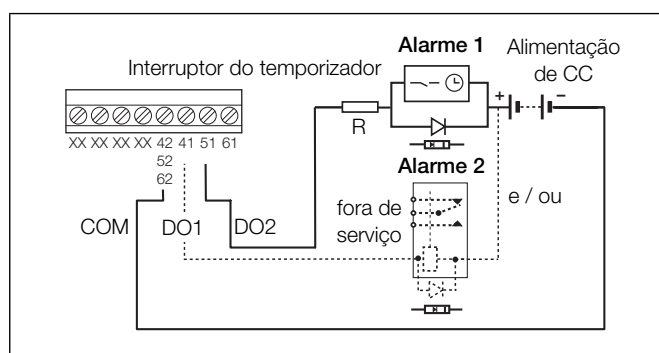 Alarme 1
Alimentação
de CC
Interruptor do temporizador
+
−
R
XX XX XX XX 42 41 51 61
52
62
Alarme 2
e / ou
fora de
serviço
COM
DO1
DO2